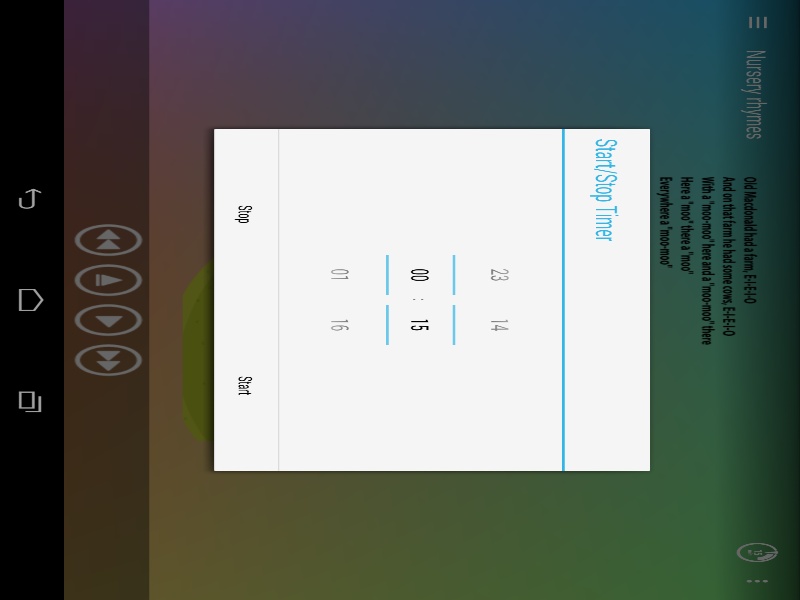 Nursery rhymes
Old Macdonald had a farm, E-I-E-I-O
And on that farm he had some cows, E-I-E-I-O
With a "moo-moo" here and a "moo-moo" there
Here a "moo" there a "moo"
Everywhere a "moo-moo"
Start/Stop Timer
23 14
00 : 15
01 16
Stop Start